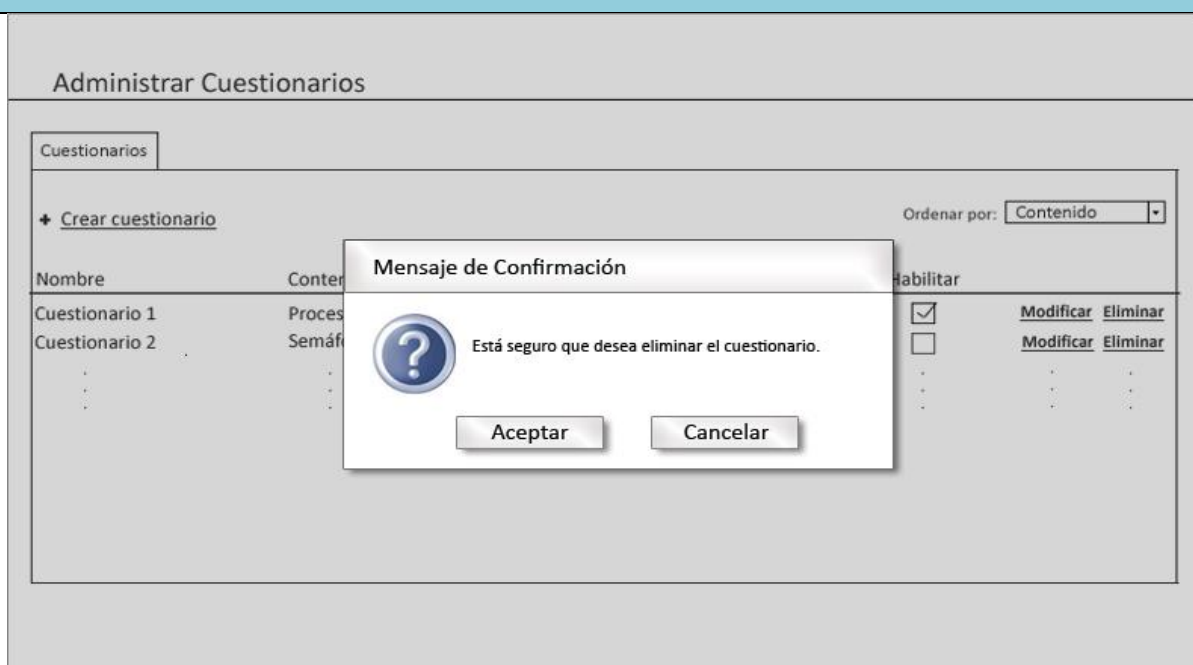 Administrar Cuestionarios
Cuestionarios
+ Crear cuestionario
Ordenar por: Contenido
Mensaje de Confirmación
Nombre
Cuestionario 1
Modificar Eliminar
Está seguro que desea eliminar el cuestionario.
Cuestionario 2
Modificar Eliminar
Aceptar Cancelar